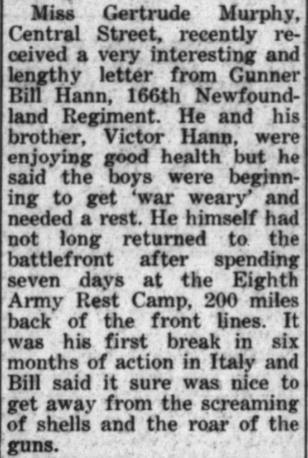 Miss Gertrude Murphy,
Central Street, recently re-
ceived a very interesting and
lengthy letter from Gunner
Bill Hann, 166th Newfound-
land Regiment. He and his
brother, Victor Hann, were
enjoying good health but he
said the boys were beginn-
ing to get 'war weary' and
needed a rest. He himself had
not long returned to the
battlefront after spending
seven days at the Eighth
Army Rest Camp, 200 miles
back of the front lines. It
was his first break in six
months of action in Italy and
Bill said it sure was nice to
get away from the screaming
of shells and the roar of the
guns.